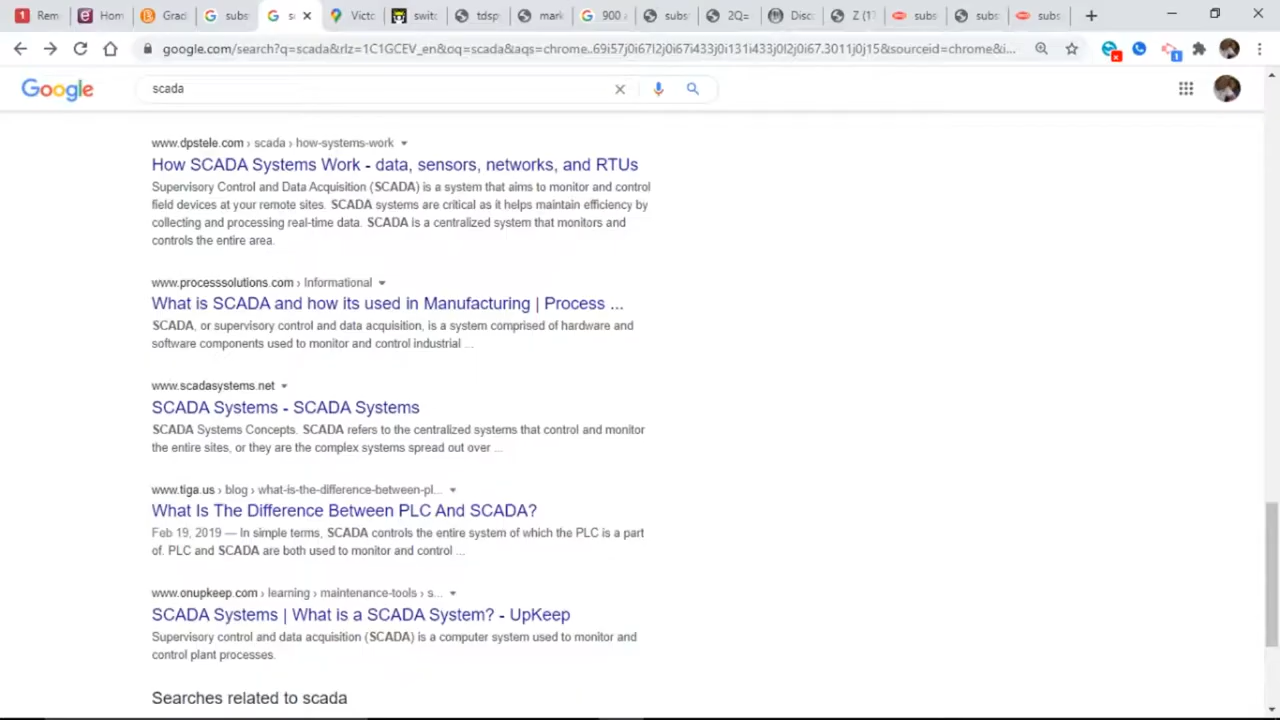 1 Rem
Hom
Grad
subs
s
Victo
switc
tdsp
mark
900
subst
2Q=
Disc
Z (1
subs
subs
subs
google.com/search?q=scada&rlz=1C1GCEV_en&oq=scada&aqs=chrome..69i57j0i67l2j0i67i433j0i131i433j0l2j0i67.3011j0j15&sourceid=chrome&i...
1
Google
scada
www.dpstele.com › scada › how-systems-work
How SCADA Systems Work - data, sensors, networks, and RTUs
Supervisory Control and Data Acquisition (SCADA) is a system that aims to monitor and control
field devices at your remote sites. SCADA systems are critical as it helps maintain efficiency by
collecting and processing real-time data. SCADA is a centralized system that monitors and
controls the entire area.
www.processsolutions.com › Informational
What is SCADA and how its used in Manufacturing | Process ...
SCADA, or supervisory control and data acquisition, is a system comprised of hardware and
software components used to monitor and control industrial ...
www.scadasystems.net
SCADA Systems - SCADA Systems
SCADA Systems Concepts. SCADA refers to the centralized systems that control and monitor
the entire sites, or they are the complex systems spread out over ...
www.tiga.us › blog › what-is-the-difference-between-pl...
What Is The Difference Between PLC And SCADA?
Feb 19, 2019 — In simple terms, SCADA controls the entire system of which the PLC is a part
of. PLC and SCADA are both used to monitor and control ...
www.onupkeep.com › learning › maintenance-tools › s...
SCADA Systems | What is a SCADA System? - UpKeep
Supervisory control and data acquisition (SCADA) is a computer system used to monitor and
control plant processes.
Searches related to scada